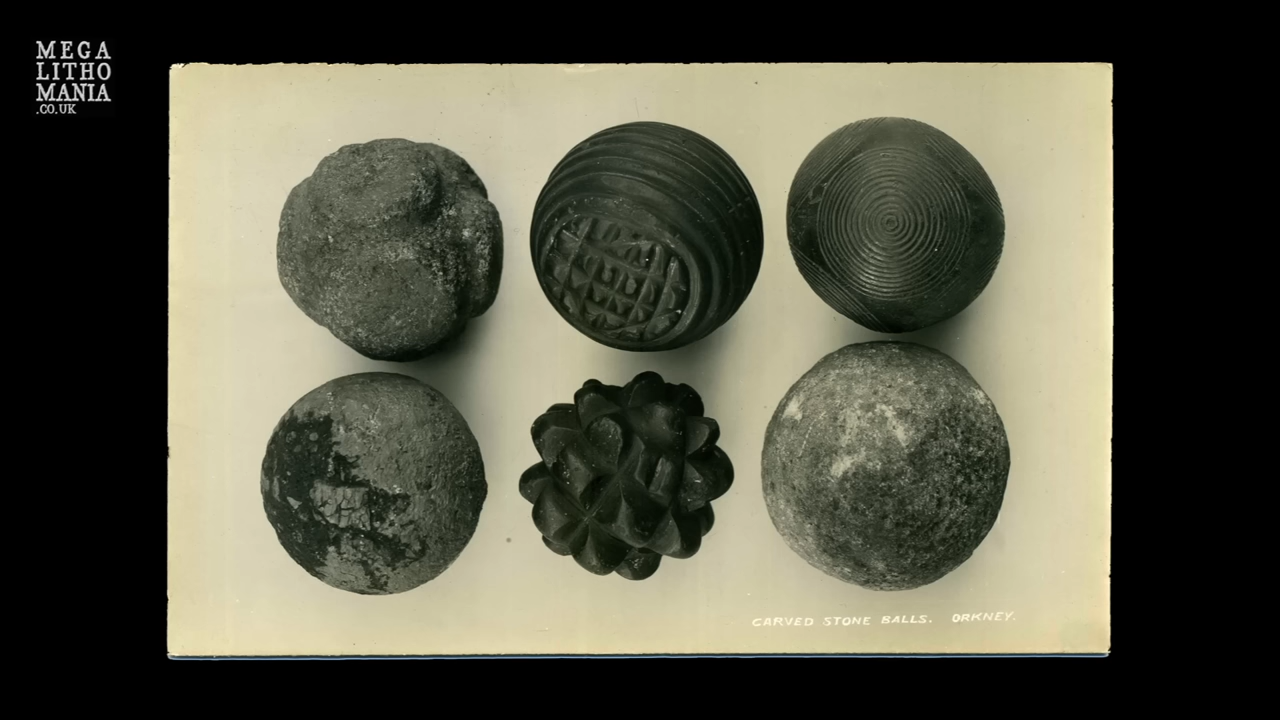 MEGA
LITHO
MANIA
.CO.UK
CARVED STONE BALLS. ORKNEY.